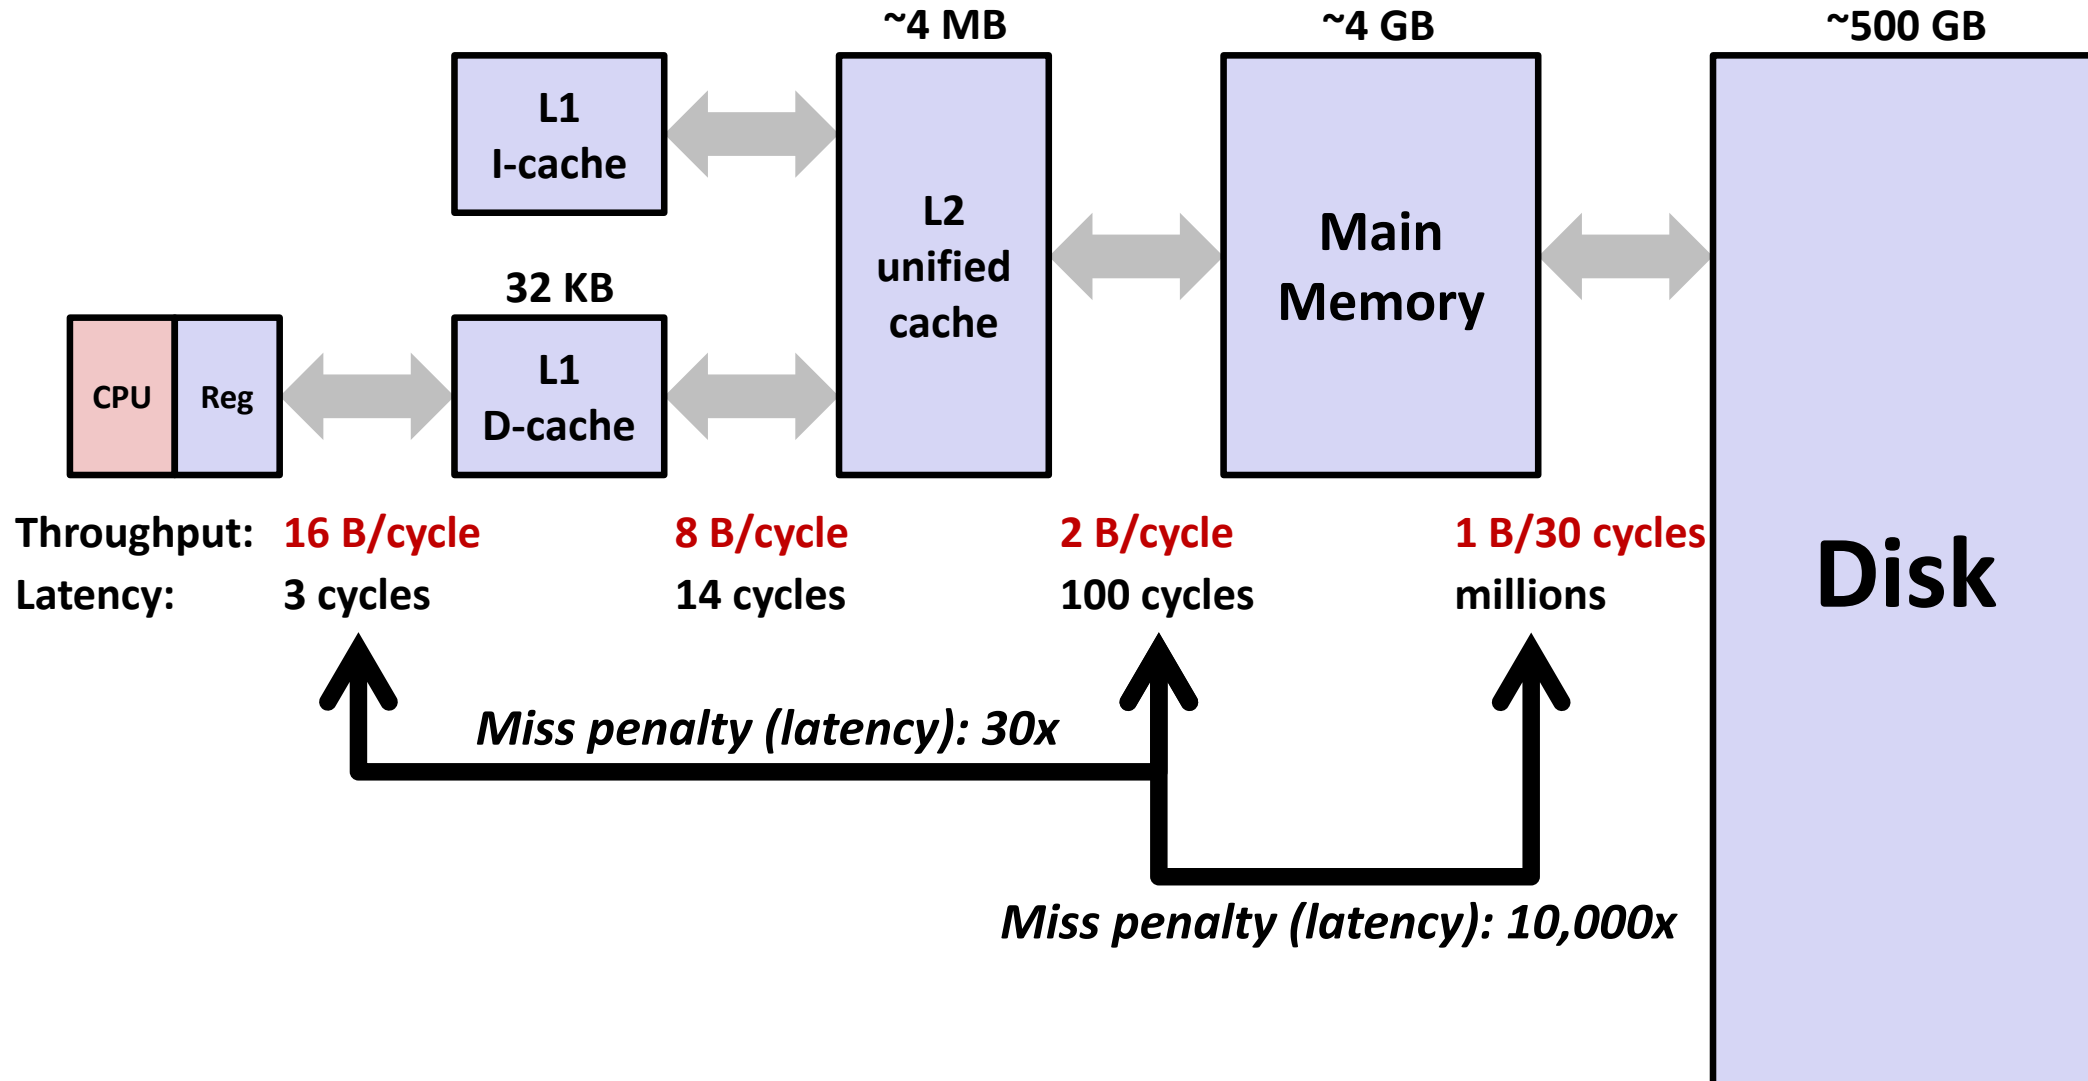 ~4 MB
~4 GB
~500 GB
L1
I-cache
L2
unified
cache
Main
Memory
32 KB
CPU
Reg
L1
D-cache
Throughput: 16 B/cycle 8 B/cycle 2 B/cycle 1 B/30 cycles
Latency: 3 cycles 14 cycles 100 cycles millions
Disk
Miss penalty (latency): 30x
Miss penalty (latency): 10,000x